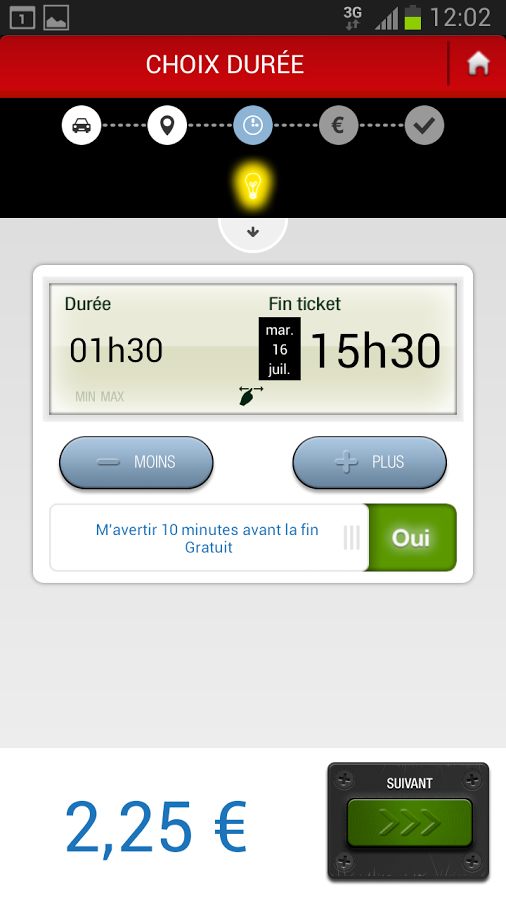 1 3G 12:02
CHOIX DURÉE
€
Durée Fin ticket
01h30 mar. 16 juil. 15h30
MIN MAX
MOINS PLUS
M'avertir 10 minutes avant la fin
Gratuit
Oui
2,25 €
SUIVANT